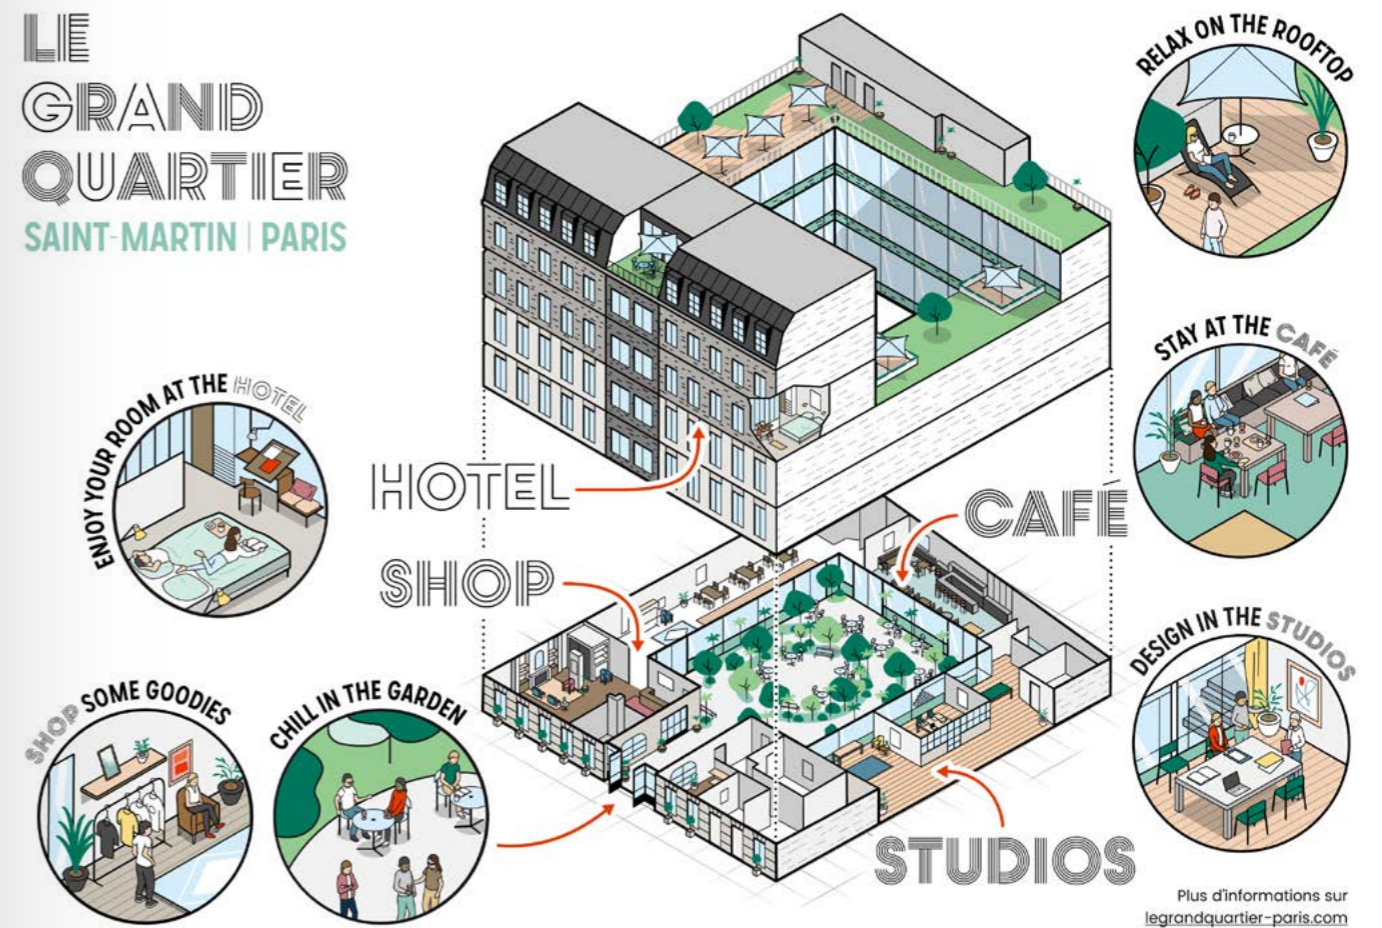 LE
GRAND
QUARTIER
SAINT-MARTIN | PARIS
RELAX ON THE ROOFTOP
STAY AT THE CAFÉ
ENJOY YOUR ROOM AT THE HOTEL
HOTEL
CAFÉ
SHOP
DESIGN IN THE STUDIOS
SHOP SOME GOODIES
CHILL IN THE GARDEN
STUDIOS
Plus d'informations sur
legrandquartier-paris.com